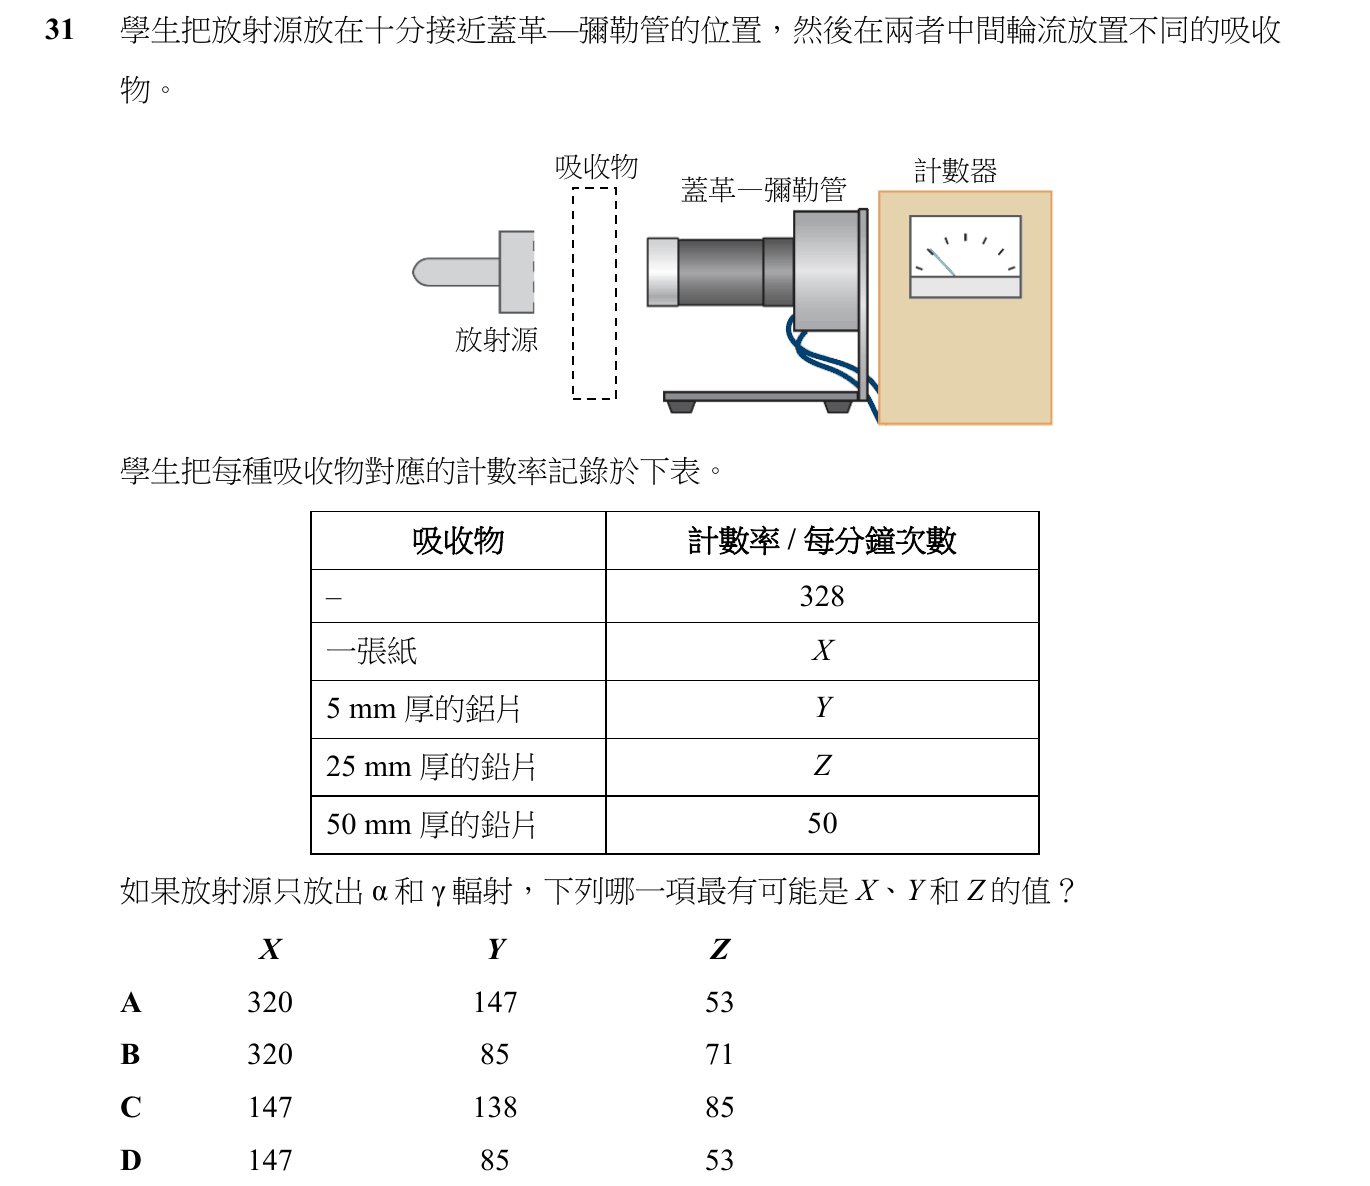 31 學生把放射源放在十分接近蓋革—彌勒管的位置，然後在兩者中間輪流放置不同的吸收
物。
吸收物
蓋革—彌勒管
計數器
放射源
學生把每種吸收物對應的計數率記錄於下表。
吸收物 計數率 / 每分鐘次數
– 328
一張紙 X
5 mm 厚的鋁片 Y
25 mm 厚的鉛片 Z
50 mm 厚的鉛片 50
如果放射源只放出 α 和 γ 輻射，下列哪一項最有可能是 X、Y 和 Z 的值？
X Y Z
A 320 147 53
B 320 85 71
C 147 138 85
D 147 85 53